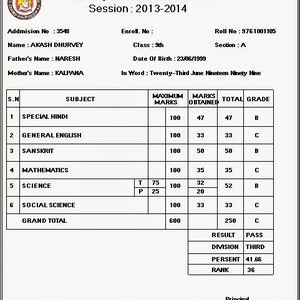 Session : 2013-2014
Addmision No : 3548 Enroll. No : Roll No : 9761001105
Name : AKASH DHURVEY Class : 9th Section : A
Father's Name : NARESH Date Of Birth : 23/06/1999
Mother's Name : KALPANA In Word : Twenty-Third June Nineteen Ninety Nine
S.N SUBJECT MAXIMUM MARKS MARKS OBTAINED TOTAL GRADE
1 SPECIAL HINDI 100 47 47 B
2 GENERAL ENGLISH 100 33 33 C
3 SANSKRIT 100 50 50 B
4 MATHEMATICS 100 35 35 C
5 SCIENCE T 75 100 32 52 B
P 25 20
6 SOCIAL SCIENCE 100 33 33 C
GRAND TOTAL 600 250 C
RESULT PASS
DIVISION THIRD
PERSENT 41.66
RANK 36
Principal